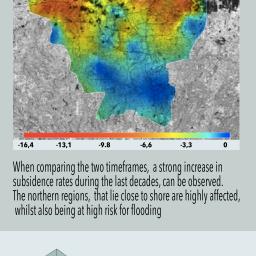 -16,4 -13,1 -9.8 -6,6 -3,3 0
When comparing the two timeframes, a strong increase in
subsidence rates during the last decades, can be observed.
The northern regions, that lie close to shore are highly affected,
whilst also being at high risk for flooding